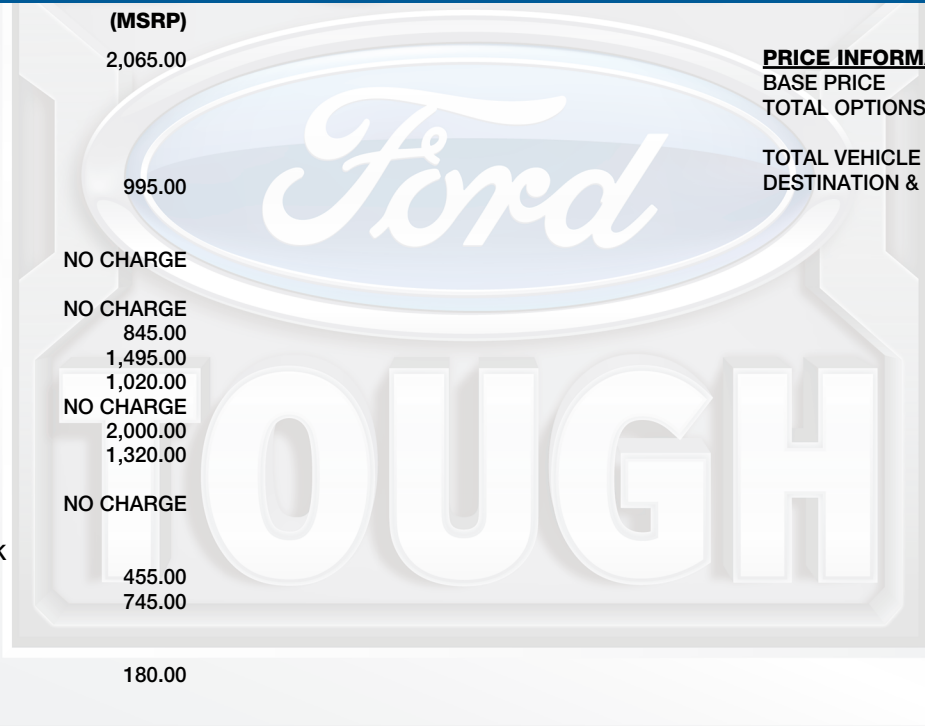 (MSRP)
2,065.00
995.00
NO CHARGE
NO CHARGE
845.00
1,495.00
1,020.00
NO CHARGE
2,000.00
1,320.00
NO CHARGE
K
455.00
745.00
180.00
PRICE INFORM
BASE PRICE
TOTAL OPTIONS
TOTAL VEHICLE
DESTINATION &
Ford
TOUGH